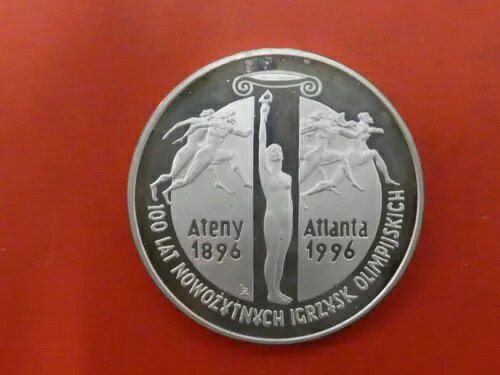 Ateny
1896
Atlanta
1996
100 LAT NOWOŻYTNYCH IGRZYSK OLIMPIJSKICH